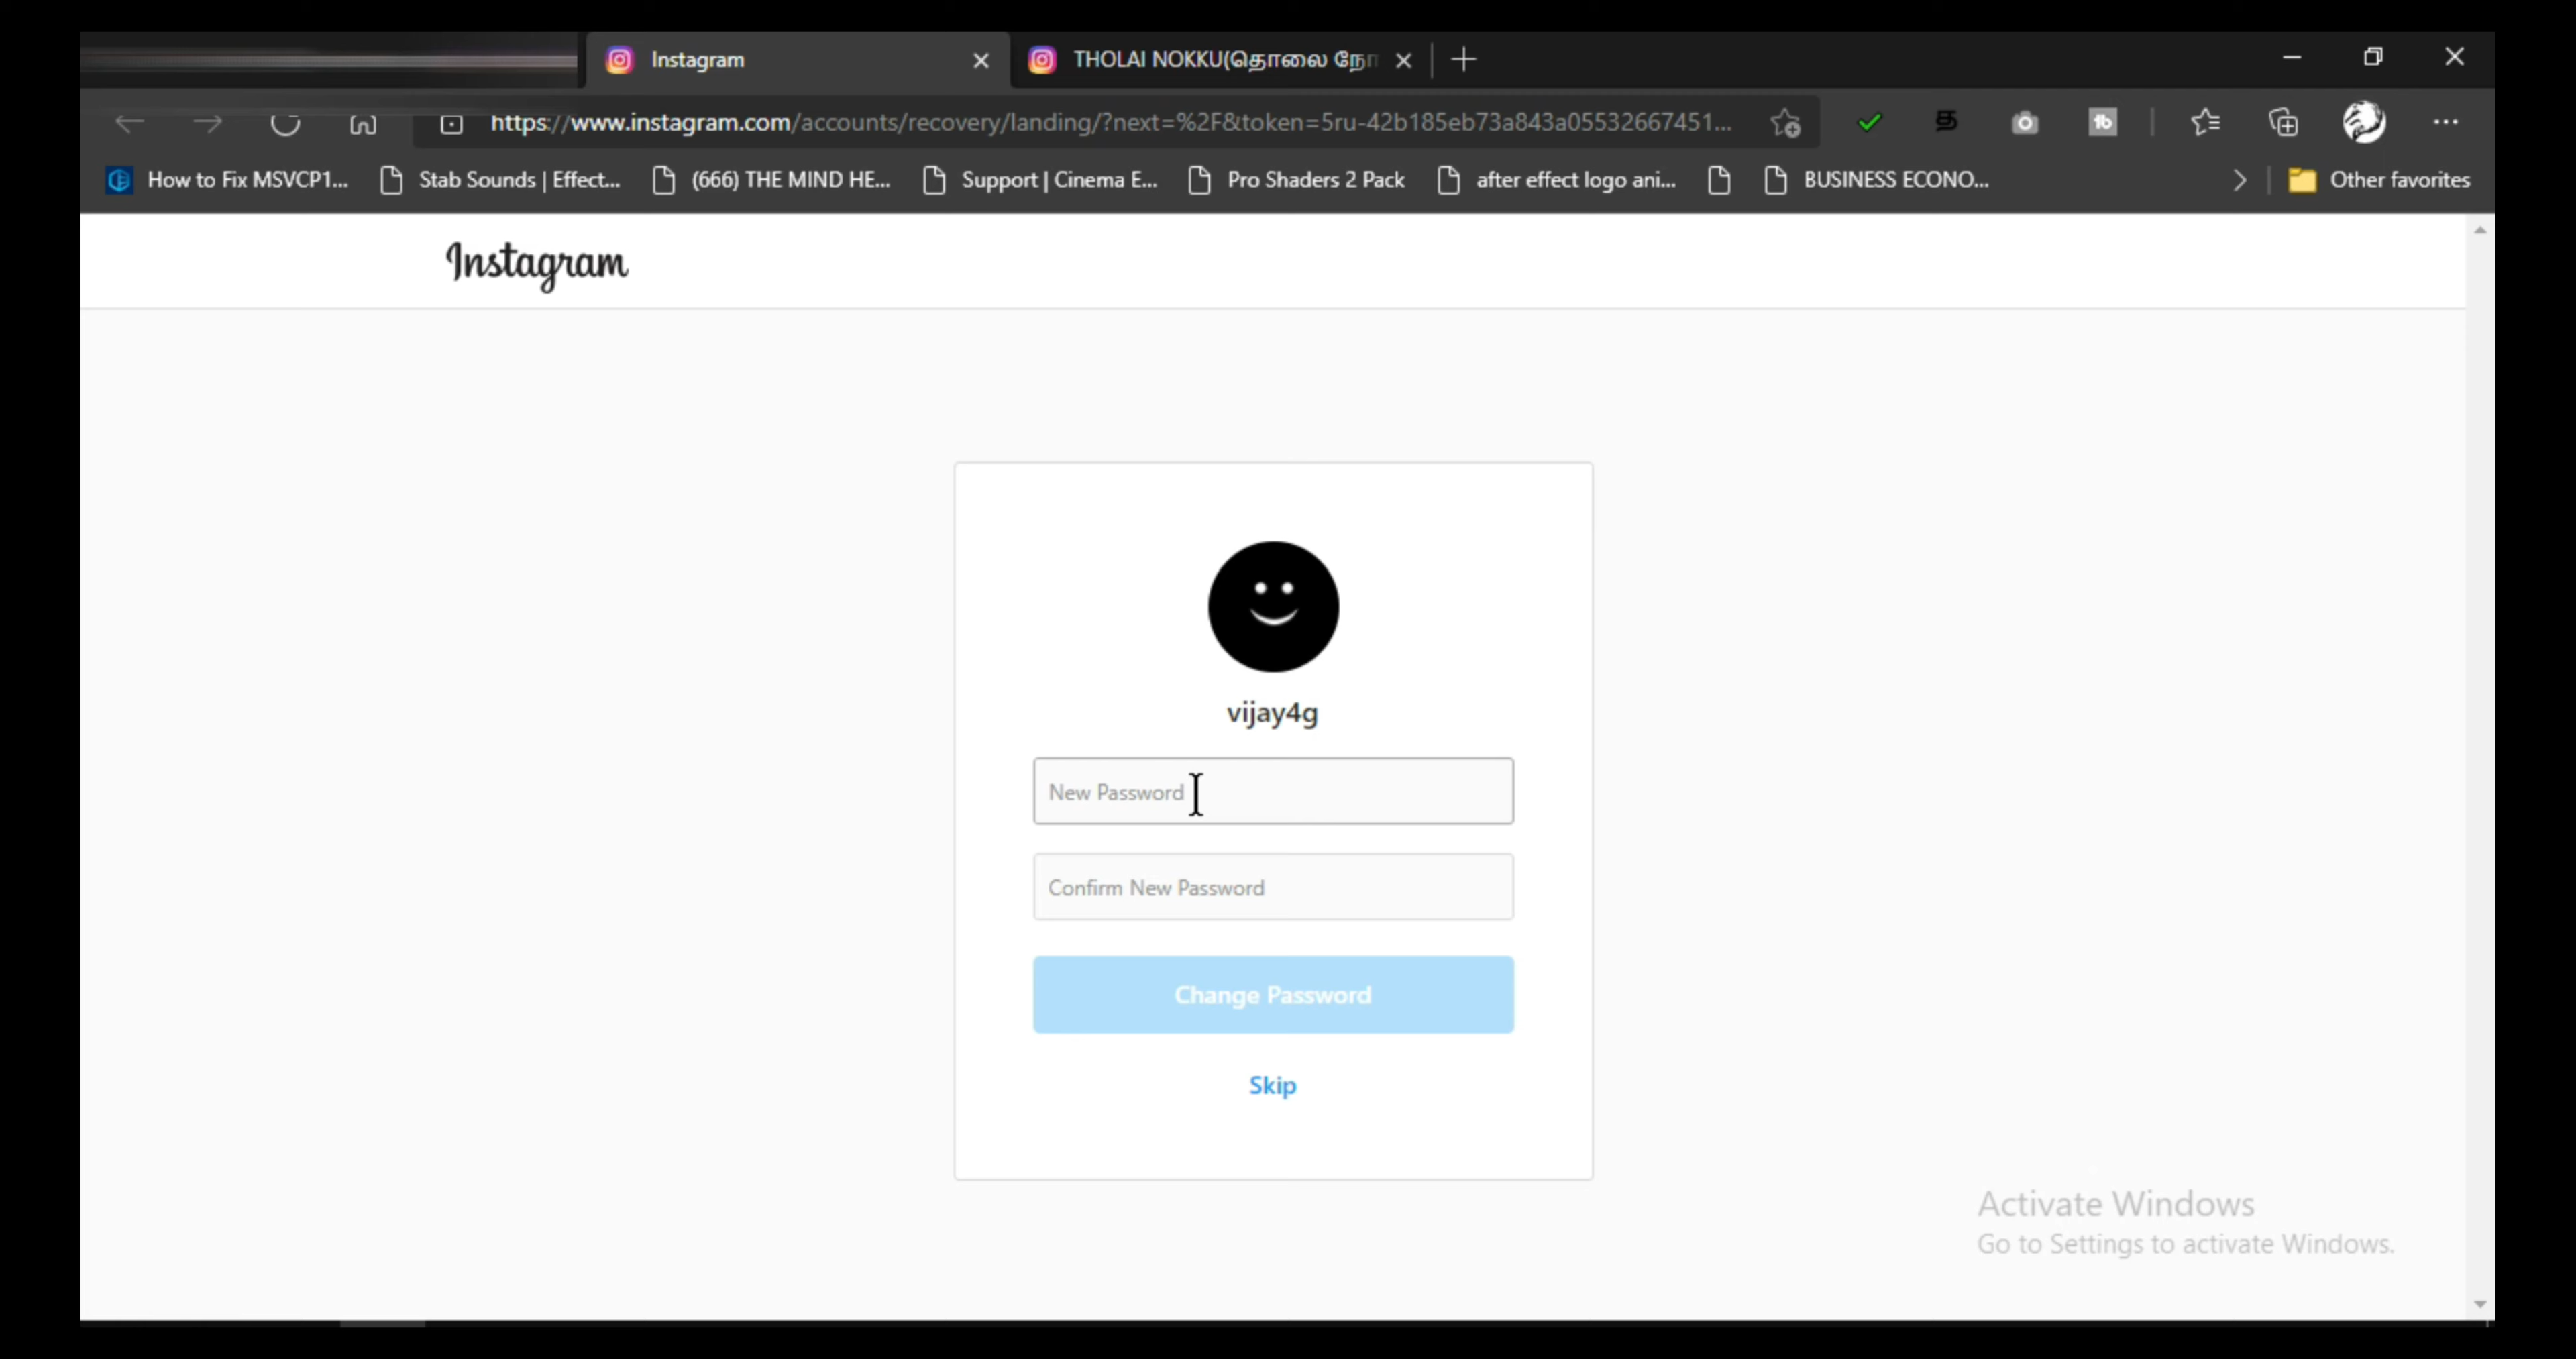 Instagram
THOLAI NOKKU(தொலை நோ
https://www.instagram.com/accounts/recovery/landing/?next=%2F&token=5ru-42b185eb73a843a05532667451...
How to Fix MSVCP1...
Stab Sounds | Effect...
(666) THE MIND HE...
Support | Cinema E...
Pro Shaders 2 Pack
after effect logo ani...
BUSINESS ECONO...
Other favorites
Instagram
vijay4g
New Password
Confirm New Password
Change Password
Skip
Activate Windows
Go to Settings to activate Windows.